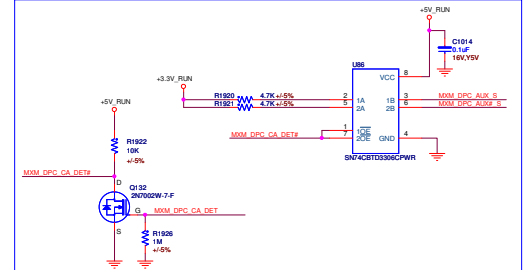 +5V_RUN
C1014
0.1uF
16V,Y5V
U86
+3.3V_RUN
VCC
8
R1920
4.7K +/-5%
2
1A
1B
3
MXM_DPC_AUX_S
R1921
4.7K +/-5%
5
2A
2B
6
MXM_DPC_AUX#_S
+5V_RUN
MXM_DPC_CA_DET#
1
1OE
7
2OE
GND
4
SN74CBTD3306CPWR
R1922
10K
+/-5%
MXM_DPC_CA_DET#
D
Q132
2N7002W-7-F
G
MXM_DPC_CA_DET
S
R1926
1M
+/-5%